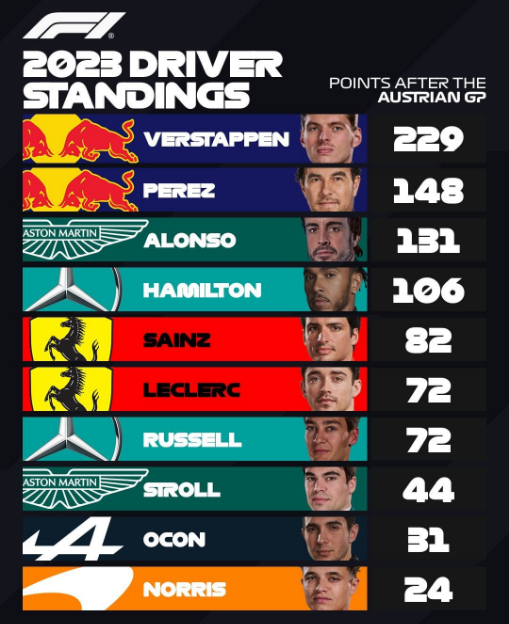 F1®
2023 DRIVER
STANDINGS
POINTS AFTER THE
AUSTRIAN GP
VERSTAPPEN 229
PEREZ 148
ASTON MARTIN ALONSO 131
HAMILTON 106
SAINZ 82
LECLERC 72
RUSSELL 72
ASTON MARTIN STROLL 44
OCON 31
NORRIS 24